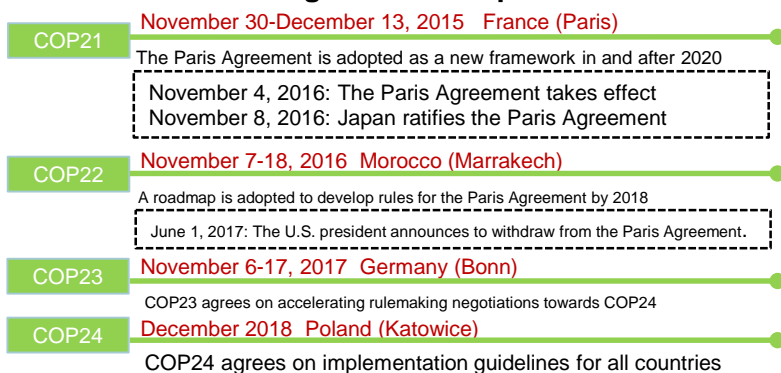 COP21
November 30-December 13, 2015 France (Paris)
The Paris Agreement is adopted as a new framework in and after 2020
November 4, 2016: The Paris Agreement takes effect
November 8, 2016: Japan ratifies the Paris Agreement
COP22
November 7-18, 2016 Morocco (Marrakech)
A roadmap is adopted to develop rules for the Paris Agreement by 2018
June 1, 2017: The U.S. president announces to withdraw from the Paris Agreement.
COP23
November 6-17, 2017 Germany (Bonn)
COP23 agrees on accelerating rulemaking negotiations towards COP24
COP24
December 2018 Poland (Katowice)
COP24 agrees on implementation guidelines for all countries